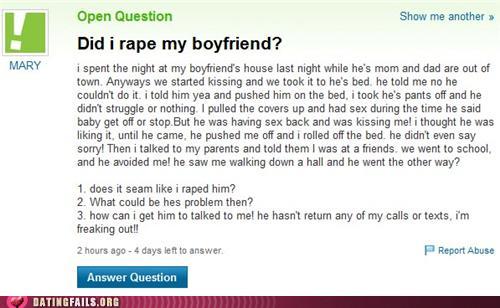 Open Question
Show me another »
!
MARY
Did i rape my boyfriend?
i spent the night at my boyfriend's house last night while he's mom and dad are out
of town. Anyways we started kissing and we took it to he's bed. he told me no he
couldn't do it. i told him yea and pushed him on the bed, i took he's pants off and he
didn't struggle or nothing. I pulled the covers up and had sex during the time he said
baby get off or stop.But he was having sex back and was kissing me! i thought he was
liking it, until he came, he pushed me off and i rolled off the bed. he didn't even say
sorry! Then i talked to my parents and told them I was at a friends. we went to school,
and he avoided me! he saw me walking down a hall and he went the other way?
1. does it seam like i raped him?
2. What could be hes problem then?
3. how can i get him to talked to me! he hasn't return any of my calls or texts, i'm
freaking out!!
2 hours ago - 4 days left to answer.
Report Abuse
Answer Question
DATINGFAILS.ORG